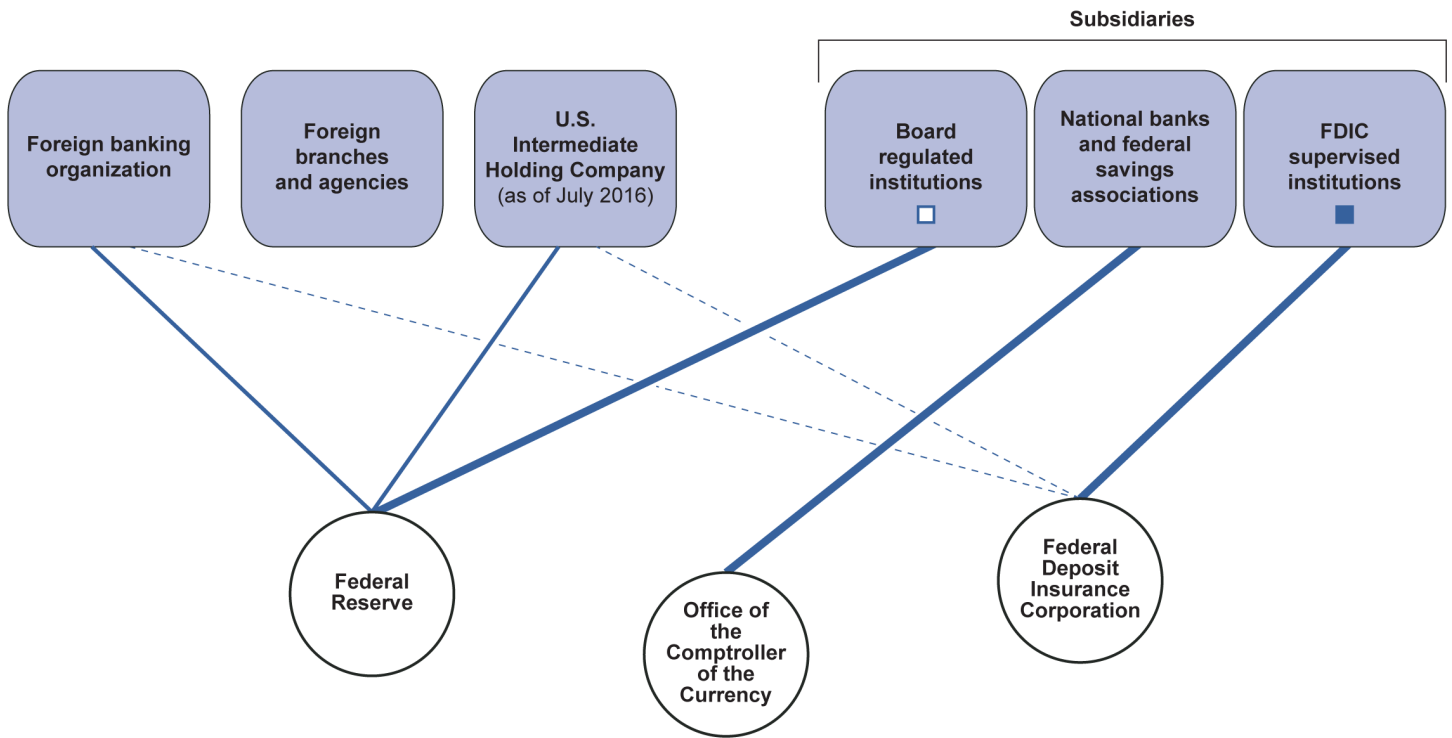 Subsidiaries
Foreign banking
organization
Foreign
branches
and agencies
U.S.
Intermediate
Holding Company
(as of July 2016)
Board
regulated
institutions
National banks
and federal
savings
associations
FDIC
supervised
institutions
Federal
Reserve
Office of
the
Comptroller
of the
Currency
Federal
Deposit
Insurance
Corporation